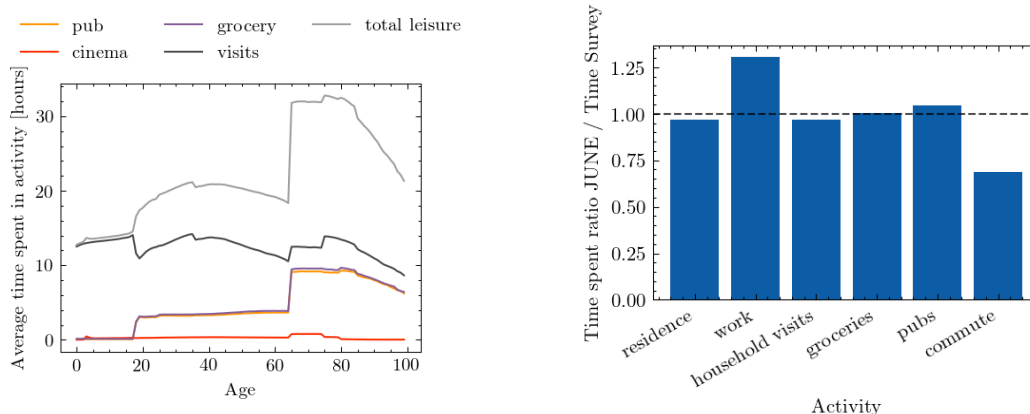 pub
grocery
total leisure
cinema
visits
Average time spent in activity [hours]
30
20
10
0
0
20
40
60
80
100
Age
Time spent ratio JUNE / Time Survey
1.25
1.00
0.75
0.50
0.25
0.00
residence
work
household visits
groceries
pubs
commute
Activity